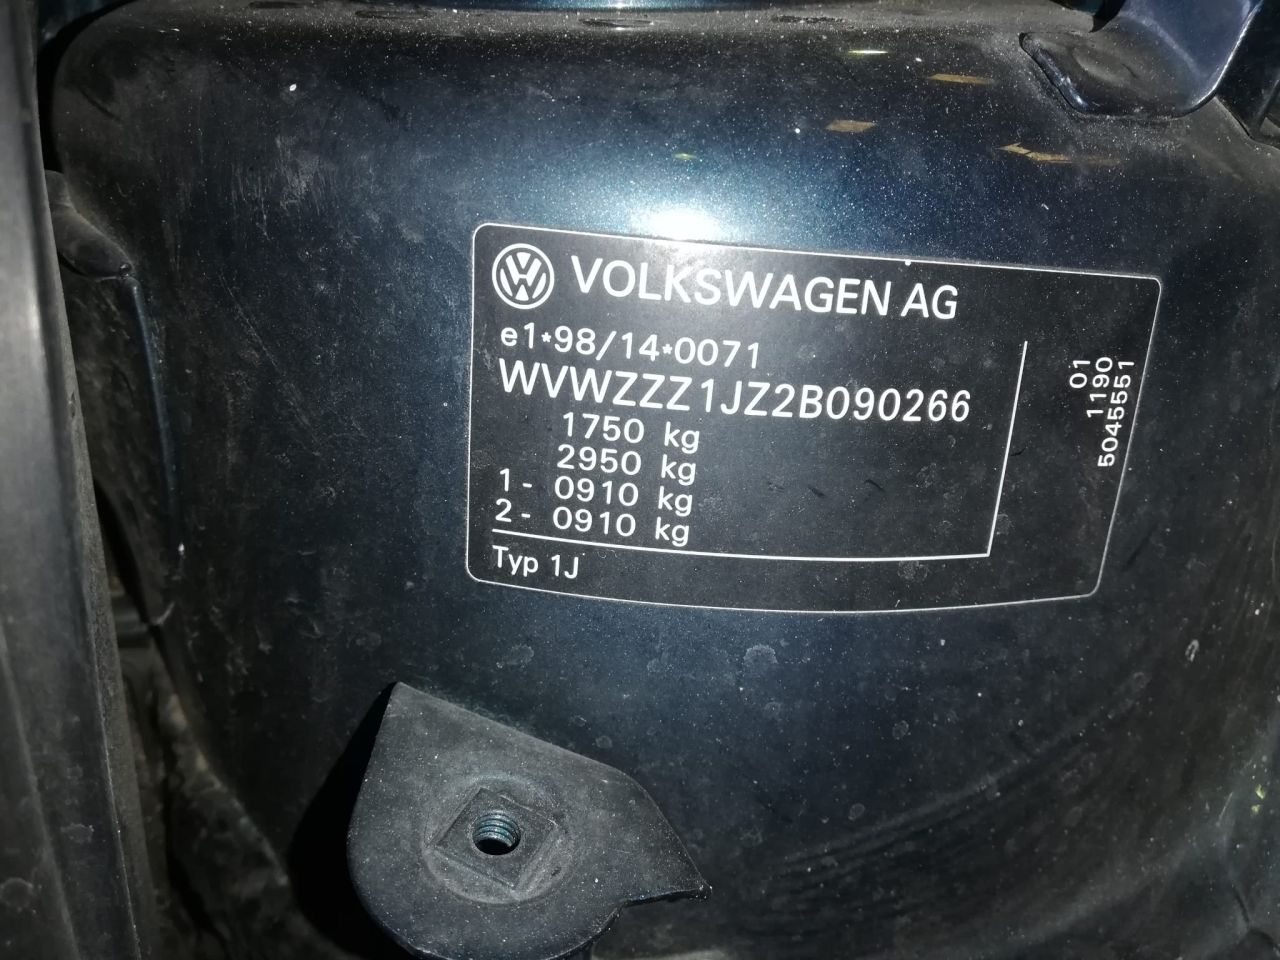 VOLKSWAGEN AG
e1*98/14*0071
WVWZZZ1JZ2B090266
1750 kg
2950 kg
1- 0910 kg
2- 0910 kg
Typ 1J
01
1190
5045551